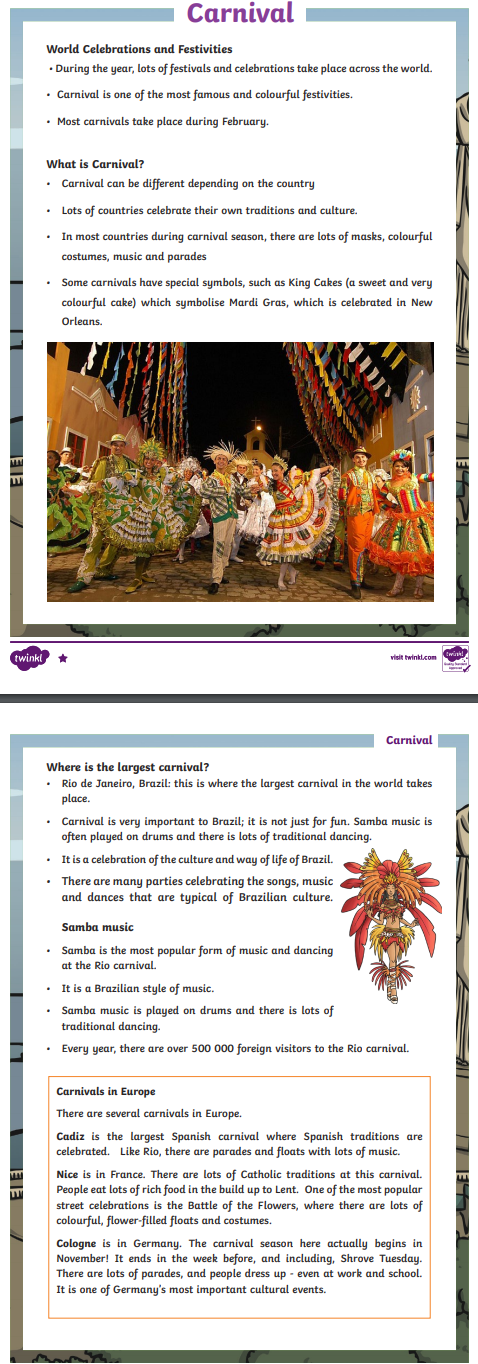 Carnival
World Celebrations and Festivities
• During the year, lots of festivals and celebrations take place across the world.
• Carnival is one of the most famous and colourful festivities.
• Most carnivals take place during February.
What is Carnival?
• Carnival can be different depending on the country
• Lots of countries celebrate their own traditions and culture.
• In most countries during carnival season, there are lots of masks, colourful
costumes, music and parades
• Some carnivals have special symbols, such as King Cakes (a sweet and very
colourful cake) which symbolise Mardi Gras, which is celebrated in New
Orleans.
twinkl
visit twinkl.com
twinkl
Quality Standard
Approved
Carnival
Where is the largest carnival?
• Rio de Janeiro, Brazil: this is where the largest carnival in the world takes
place.
• Carnival is very important to Brazil; it is not just for fun. Samba music is
often played on drums and there is lots of traditional dancing.
• It is a celebration of the culture and way of life of Brazil.
• There are many parties celebrating the songs, music
and dances that are typical of Brazilian culture.
Samba music
• Samba is the most popular form of music and dancing
at the Rio carnival.
• It is a Brazilian style of music.
• Samba music is played on drums and there is lots of
traditional dancing.
• Every year, there are over 500 000 foreign visitors to the Rio carnival.
Carnivals in Europe
There are several carnivals in Europe.
Cadiz is the largest Spanish carnival where Spanish traditions are
celebrated. Like Rio, there are parades and floats with lots of music.
Nice is in France. There are lots of Catholic traditions at this carnival.
People eat lots of rich food in the build up to Lent. One of the most popular
street celebrations is the Battle of the Flowers, where there are lots of
colourful, flower-filled floats and costumes.
Cologne is in Germany. The carnival season here actually begins in
November! It ends in the week before, and including, Shrove Tuesday.
There are lots of parades, and people dress up - even at work and school.
It is one of Germany's most important cultural events.